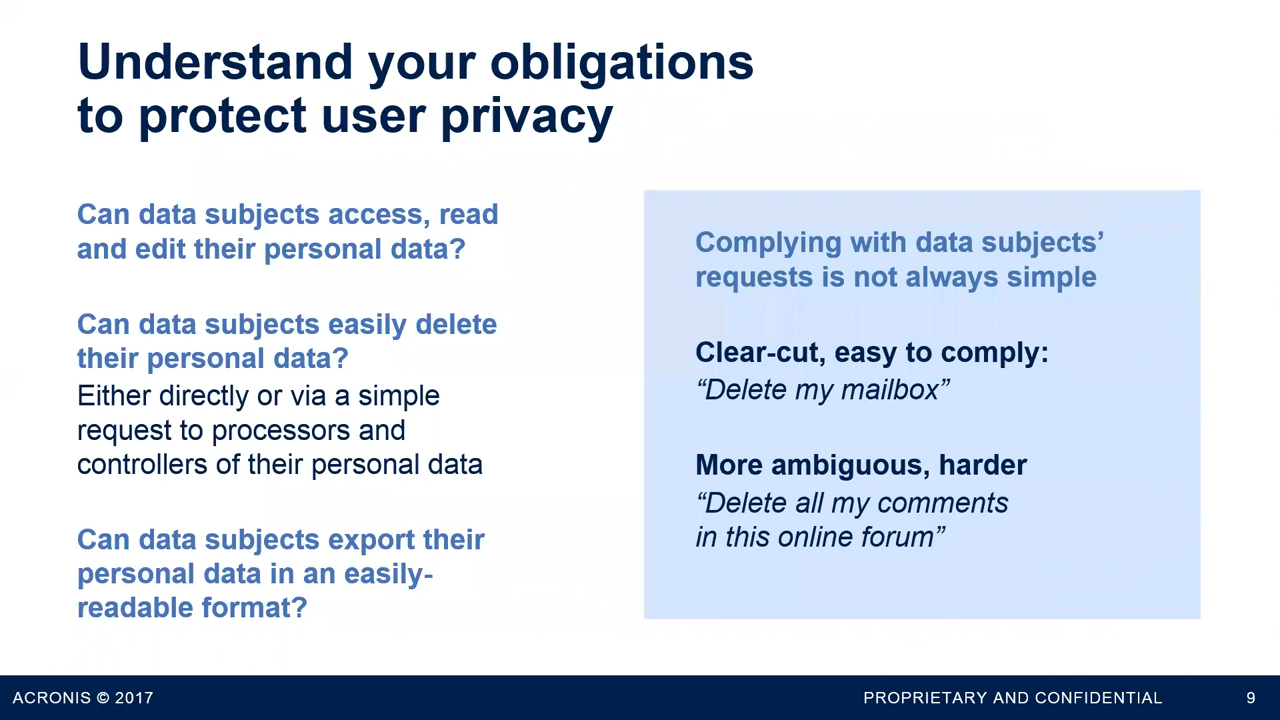 Understand your obligations
to protect user privacy
Can data subjects access, read
and edit their personal data?
Can data subjects easily delete
their personal data?
Either directly or via a simple
request to processors and
controllers of their personal data
Can data subjects export their
personal data in an easily-
readable format?
Complying with data subjects’
requests is not always simple
Clear-cut, easy to comply:
“Delete my mailbox”
More ambiguous, harder
“Delete all my comments
in this online forum”
ACRONIS © 2017
PROPRIETARY AND CONFIDENTIAL
9